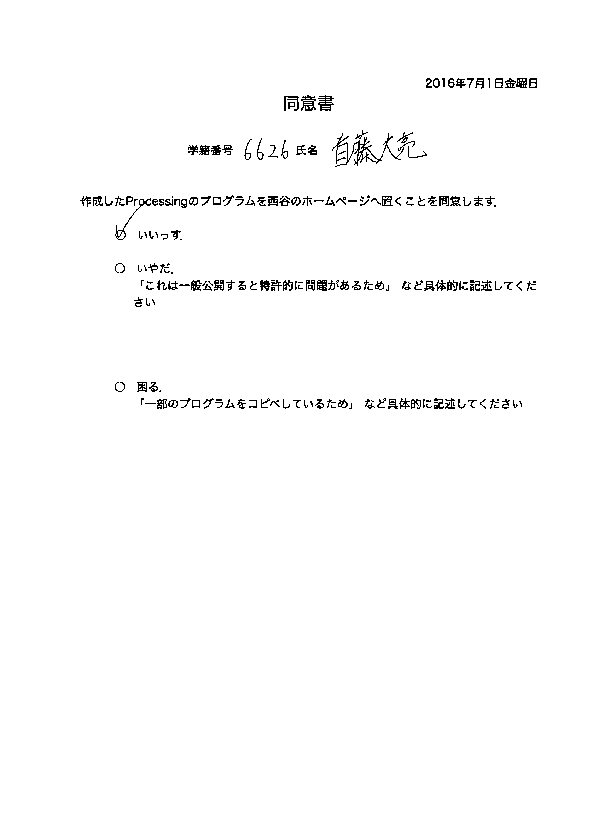 2016年7月1日金曜日
同意書
学籍番号 6626 氏名 首藤大亮
作成したProcessingのプログラムを西谷のホームページへ置くことを同意します.
いいっす.
いやだ.
「これは一般公開すると特許的に問題があるため」 など具体的に記述してくだ
さい
困る.
「一部のプログラムをコピペしているため」 など具体的に記述してください